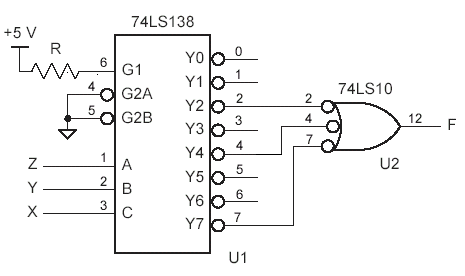 74LS138
+5 V
R
6 G1
4 G2A
5 G2B
Z 1 A
Y 2 B
X 3 C
Y0 0
Y1 1
Y2 2
Y3 3
Y4 4
Y5 5
Y6 6
Y7 7
U1
74LS10
2
4
7
12 F
U2